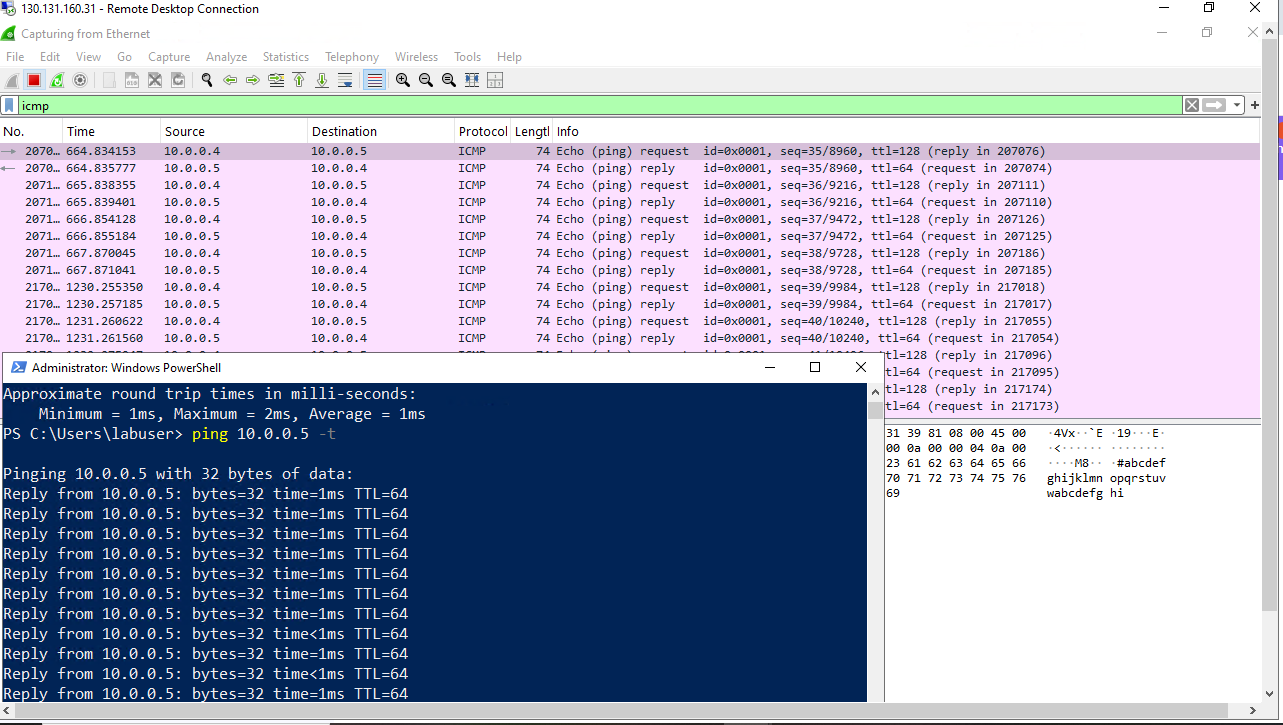 130.131.160.31 - Remote Desktop Connection
Capturing from Ethernet
File Edit View Go Capture Analyze Statistics Telephony Wireless Tools Help
icmp
No. Time Source Destination Protocol Lengtl Info
2070… 664.834153 10.0.0.4 10.0.0.5 ICMP 74 Echo (ping) request id=0x0001, seq=35/8960, ttl=128 (reply in 207076)
2070… 664.835777 10.0.0.5 10.0.0.4 ICMP 74 Echo (ping) reply id=0x0001, seq=35/8960, ttl=64 (request in 207074)
2071… 665.838355 10.0.0.4 10.0.0.5 ICMP 74 Echo (ping) request id=0x0001, seq=36/9216, ttl=128 (reply in 207111)
2071… 665.839401 10.0.0.5 10.0.0.4 ICMP 74 Echo (ping) reply id=0x0001, seq=36/9216, ttl=64 (request in 207110)
2071… 666.854128 10.0.0.4 10.0.0.5 ICMP 74 Echo (ping) request id=0x0001, seq=37/9472, ttl=128 (reply in 207126)
2071… 666.855184 10.0.0.5 10.0.0.4 ICMP 74 Echo (ping) reply id=0x0001, seq=37/9472, ttl=64 (request in 207125)
2071… 667.870045 10.0.0.4 10.0.0.5 ICMP 74 Echo (ping) request id=0x0001, seq=38/9728, ttl=128 (reply in 207186)
2071… 667.871041 10.0.0.5 10.0.0.4 ICMP 74 Echo (ping) reply id=0x0001, seq=38/9728, ttl=64 (request in 207185)
2170… 1230.255350 10.0.0.4 10.0.0.5 ICMP 74 Echo (ping) request id=0x0001, seq=39/9984, ttl=128 (reply in 217018)
2170… 1230.257185 10.0.0.5 10.0.0.4 ICMP 74 Echo (ping) reply id=0x0001, seq=39/9984, ttl=64 (request in 217017)
2170… 1231.260622 10.0.0.4 10.0.0.5 ICMP 74 Echo (ping) request id=0x0001, seq=40/10240, ttl=128 (reply in 217055)
2170… 1231.261560 10.0.0.5 10.0.0.4 ICMP 74 Echo (ping) reply id=0x0001, seq=40/10240, ttl=64 (request in 217054)
tl=128 (reply in 217096)
tl=64 (request in 217095)
tl=128 (reply in 217174)
tl=64 (request in 217173)
31 39 81 08 00 45 00 ·4Vx··`E ·19···E·
00 0a 00 00 04 0a 00 ·<······ ········
23 61 62 63 64 65 66 ····M8·· ·#abcdef
70 71 72 73 74 75 76 ghijklmn opqrstuv
69 wabcdefg hi
Administrator: Windows PowerShell
Approximate round trip times in milli-seconds:
Minimum = 1ms, Maximum = 2ms, Average = 1ms
PS C:\Users\labuser> ping 10.0.0.5 -t
Pinging 10.0.0.5 with 32 bytes of data:
Reply from 10.0.0.5: bytes=32 time=1ms TTL=64
Reply from 10.0.0.5: bytes=32 time=1ms TTL=64
Reply from 10.0.0.5: bytes=32 time=1ms TTL=64
Reply from 10.0.0.5: bytes=32 time=1ms TTL=64
Reply from 10.0.0.5: bytes=32 time=1ms TTL=64
Reply from 10.0.0.5: bytes=32 time=1ms TTL=64
Reply from 10.0.0.5: bytes=32 time=1ms TTL=64
Reply from 10.0.0.5: bytes=32 time<1ms TTL=64
Reply from 10.0.0.5: bytes=32 time=1ms TTL=64
Reply from 10.0.0.5: bytes=32 time<1ms TTL=64
Reply from 10.0.0.5: bytes=32 time=1ms TTL=64